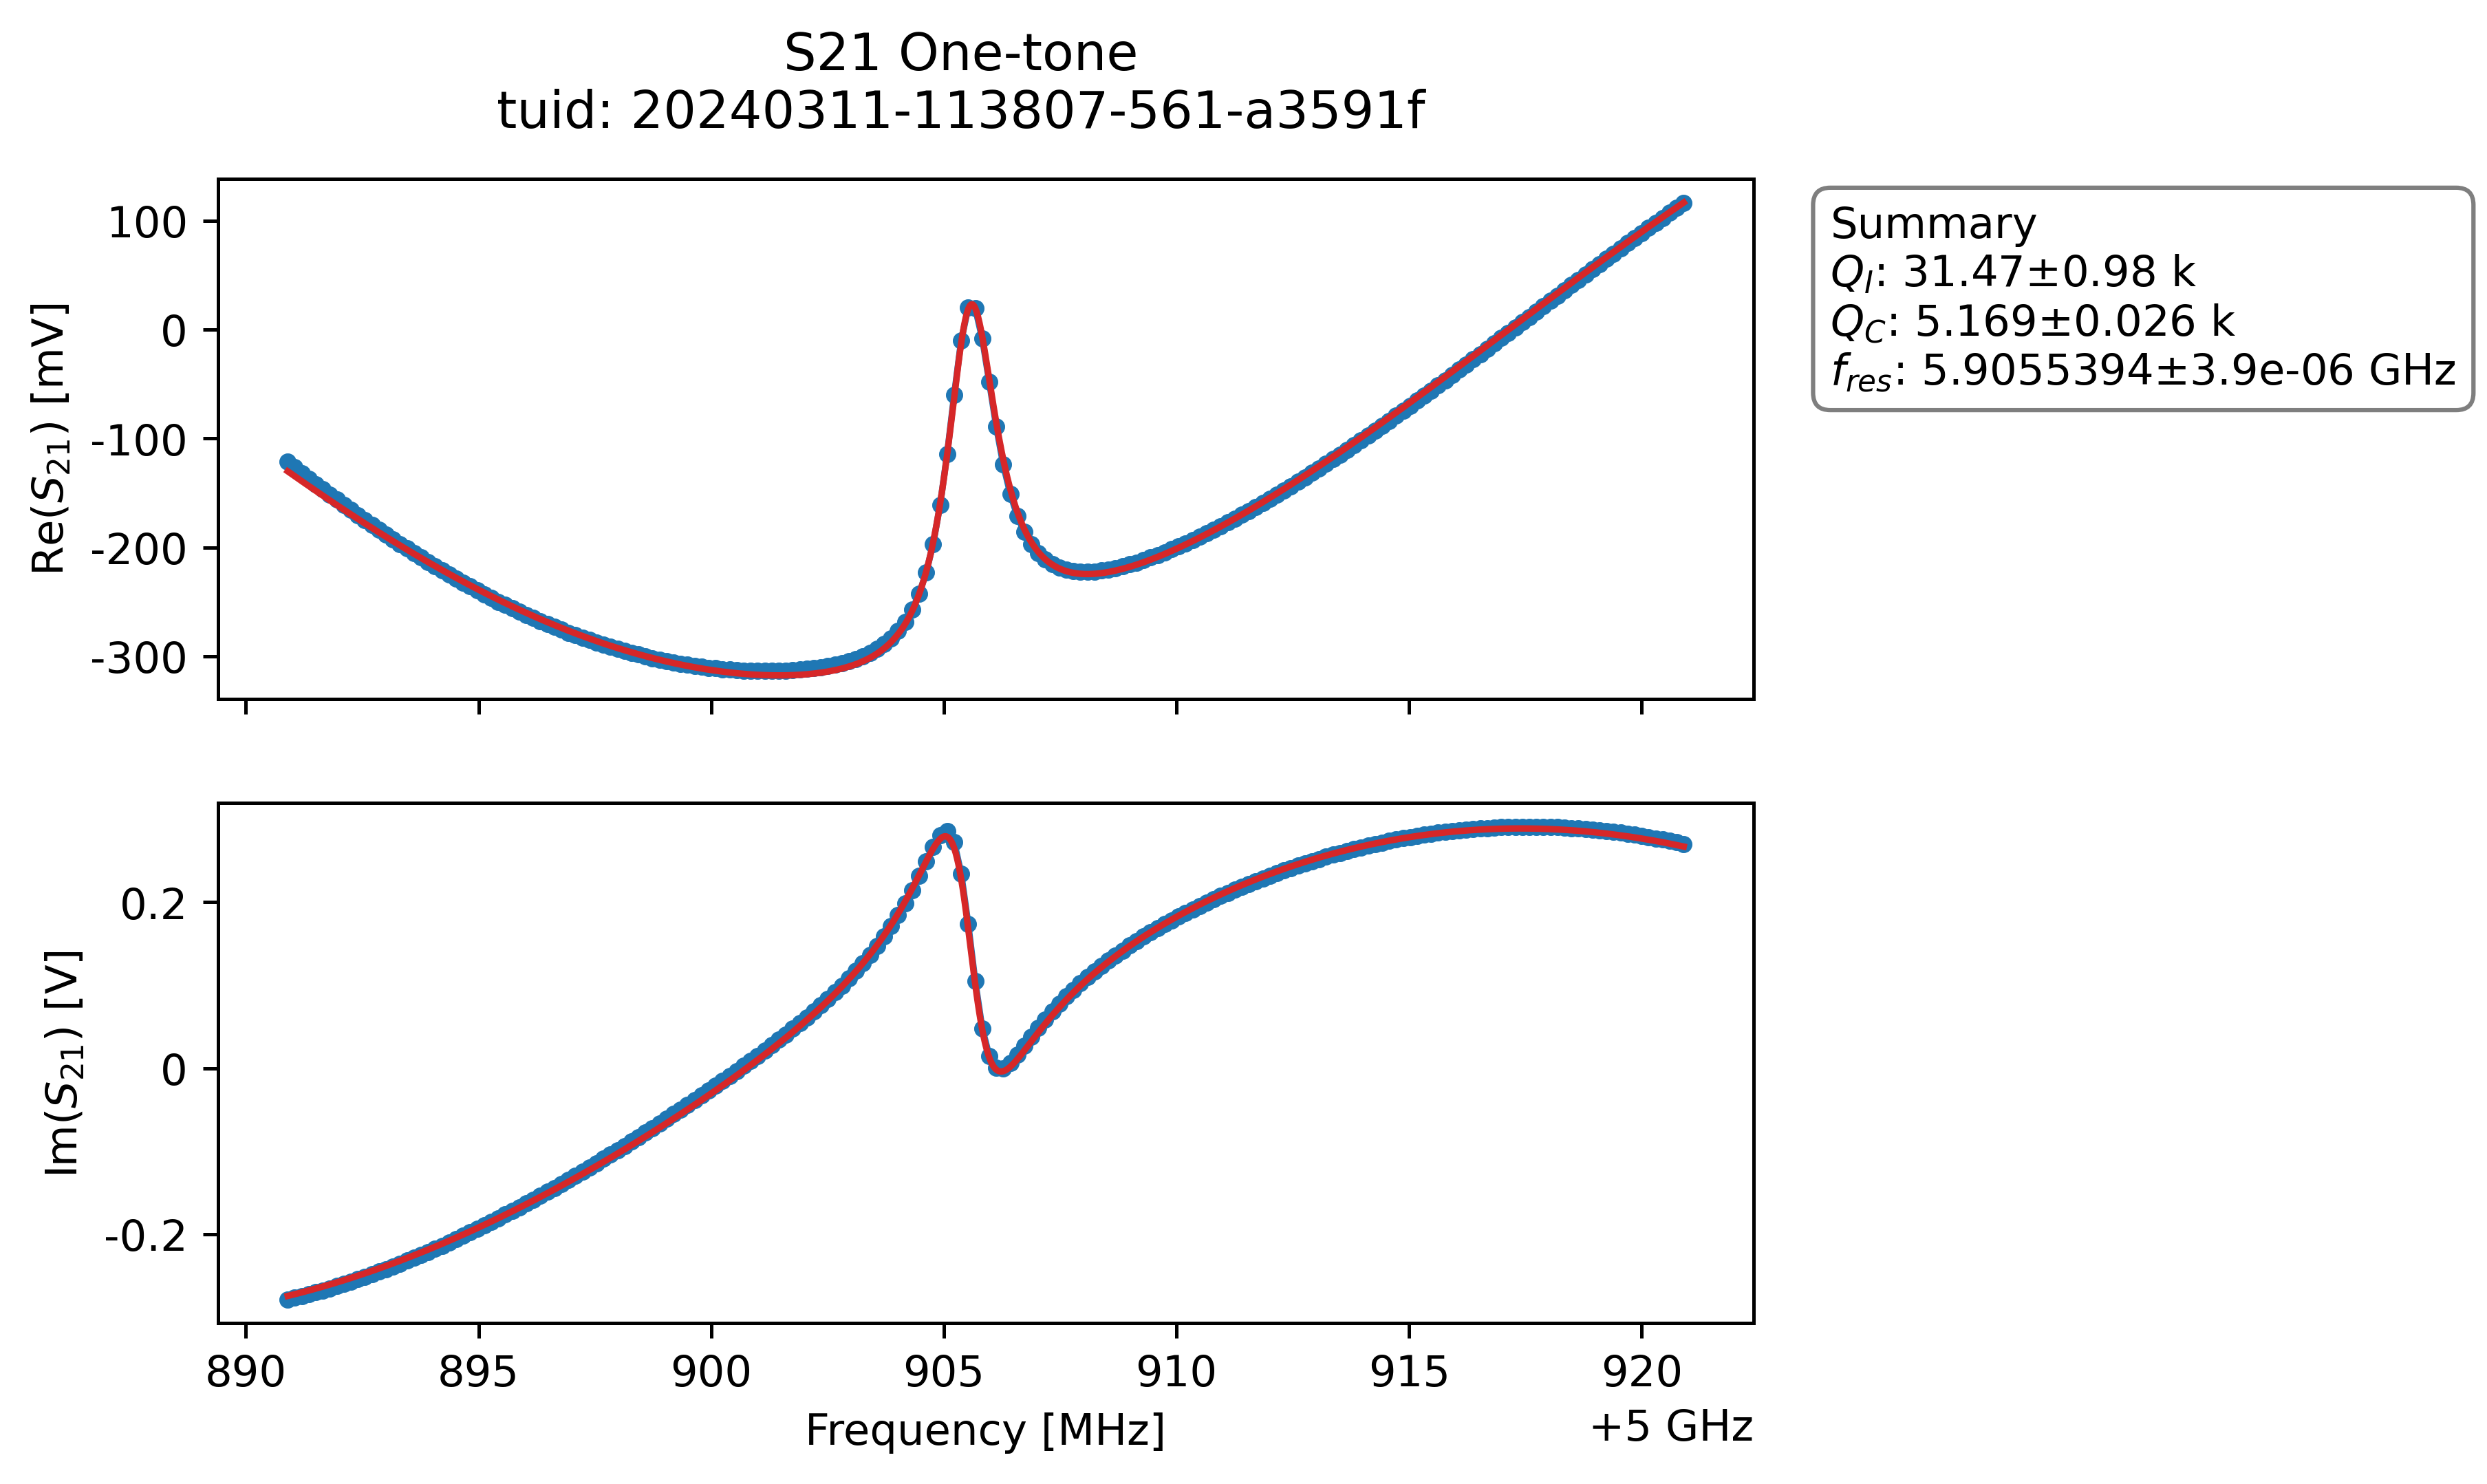 S21 One-tone
tuid: 20240311-113807-561-a3591f
Re(S21) [mV]
100
0
-100
-200
-300
Summary
QI: 31.47±0.98 k
QC: 5.169±0.026 k
fres: 5.9055394±3.9e-06 GHz
Im(S21) [V]
0.2
0
-0.2
890 895 900 905 910 915 920
Frequency [MHz]
+5 GHz